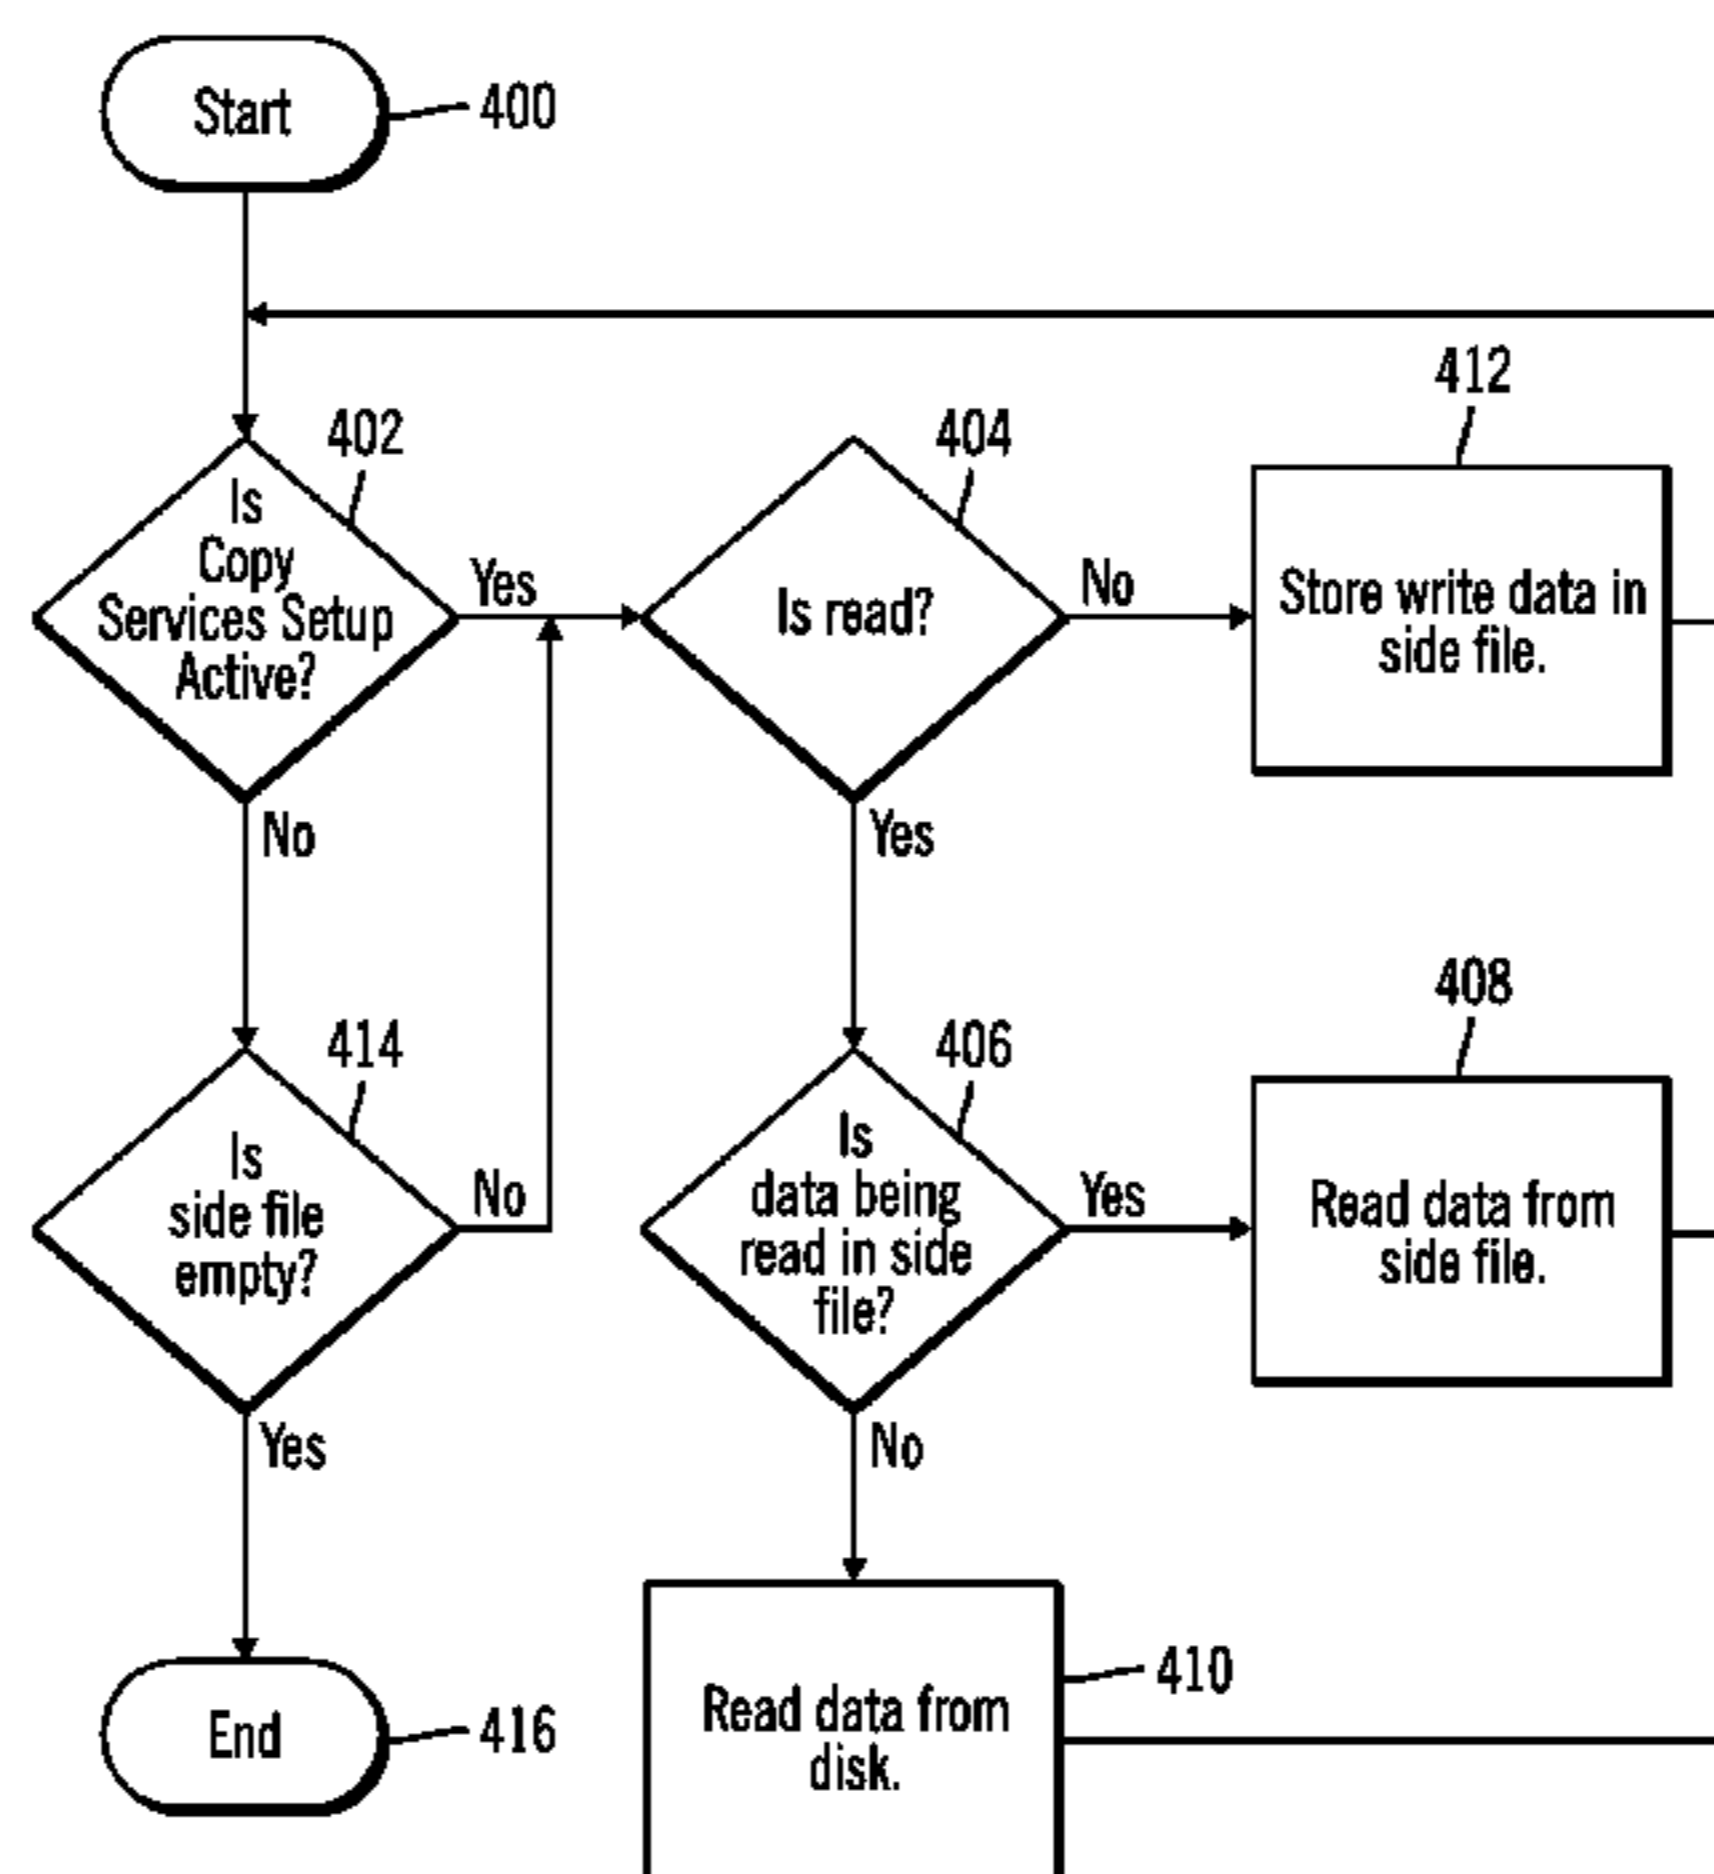 Start
400
412
402
404
Is
Copy
Services Setup
Active?
Yes
Is read?
No
Store write data in
side file.
No
Yes
408
414
406
Is
side file
empty?
No
Is
data being
read in side
file?
Yes
Read data from
side file.
Yes
No
410
Read data from
disk.
End
416